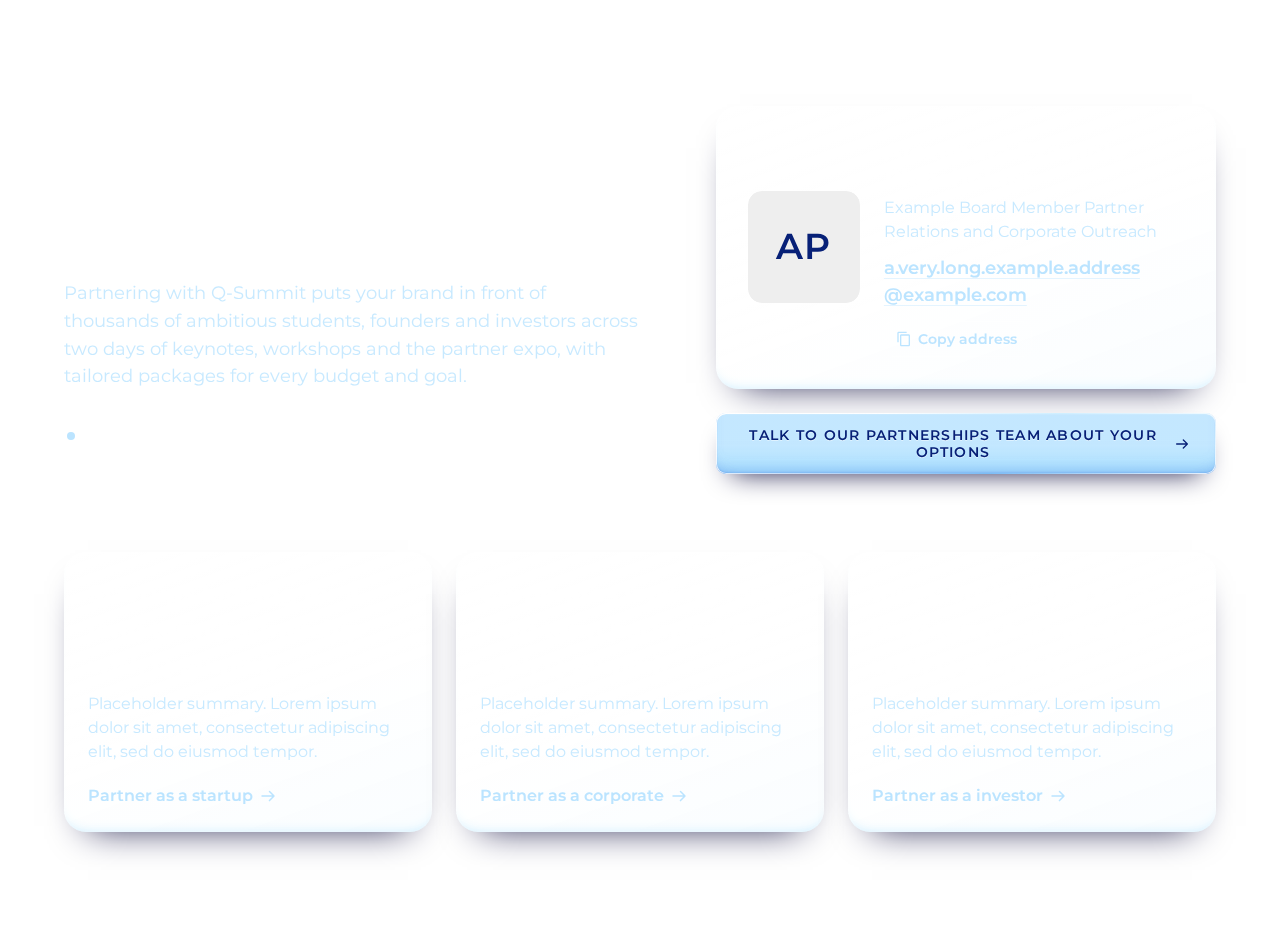 Partnering with Q-Summit puts your brand in front of
thousands of ambitious students, founders and investors across
two days of keynotes, workshops and the partner expo, with
tailored packages for every budget and goal.
AP
Example Board Member Partner
Relations and Corporate Outreach
a.very.long.example.address
@example.com
Copy address
TALK TO OUR PARTNERSHIPS TEAM ABOUT YOUR
OPTIONS
Placeholder summary. Lorem ipsum
dolor sit amet, consectetur adipiscing
elit, sed do eiusmod tempor.
Partner as a startup
Placeholder summary. Lorem ipsum
dolor sit amet, consectetur adipiscing
elit, sed do eiusmod tempor.
Partner as a corporate
Placeholder summary. Lorem ipsum
dolor sit amet, consectetur adipiscing
elit, sed do eiusmod tempor.
Partner as a investor